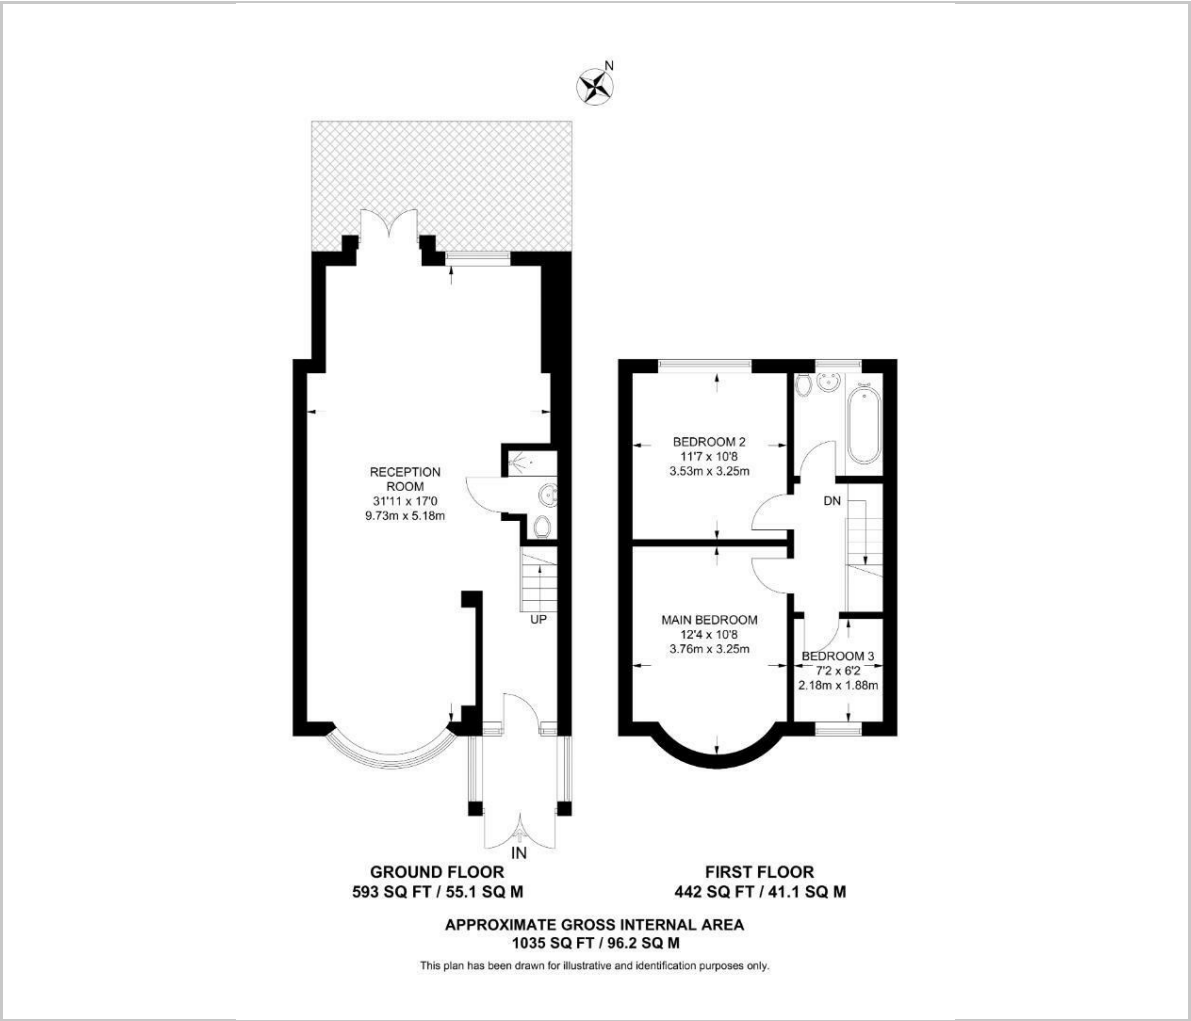 N
RECEPTION
ROOM
31'11 x 17'0
9.73m x 5.18m
UP
IN
BEDROOM 2
11'7 x 10'8
3.53m x 3.25m
DN
MAIN BEDROOM
12'4 x 10'8
3.76m x 3.25m
BEDROOM 3
7'2 x 6'2
2.18m x 1.88m
GROUND FLOOR
593 SQ FT / 55.1 SQ M
FIRST FLOOR
442 SQ FT / 41.1 SQ M
APPROXIMATE GROSS INTERNAL AREA
1035 SQ FT / 96.2 SQ M
This plan has been drawn for illustrative and identification purposes only.